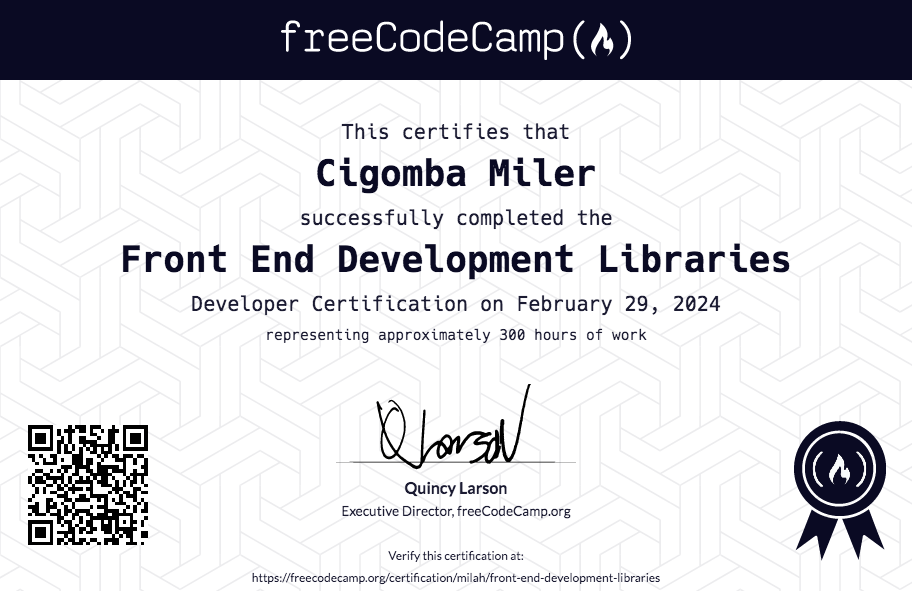 freeCodeCamp
This certifies that
Cigomba Miler
successfully completed the
Front End Development Libraries
Developer Certification on February 29, 2024
representing approximately 300 hours of work
Q Larson
Quincy Larson
Executive Director, freeCodeCamp.org
Verify this certification at:
https://freecodecamp.org/certification/milah/front-end-development-libraries